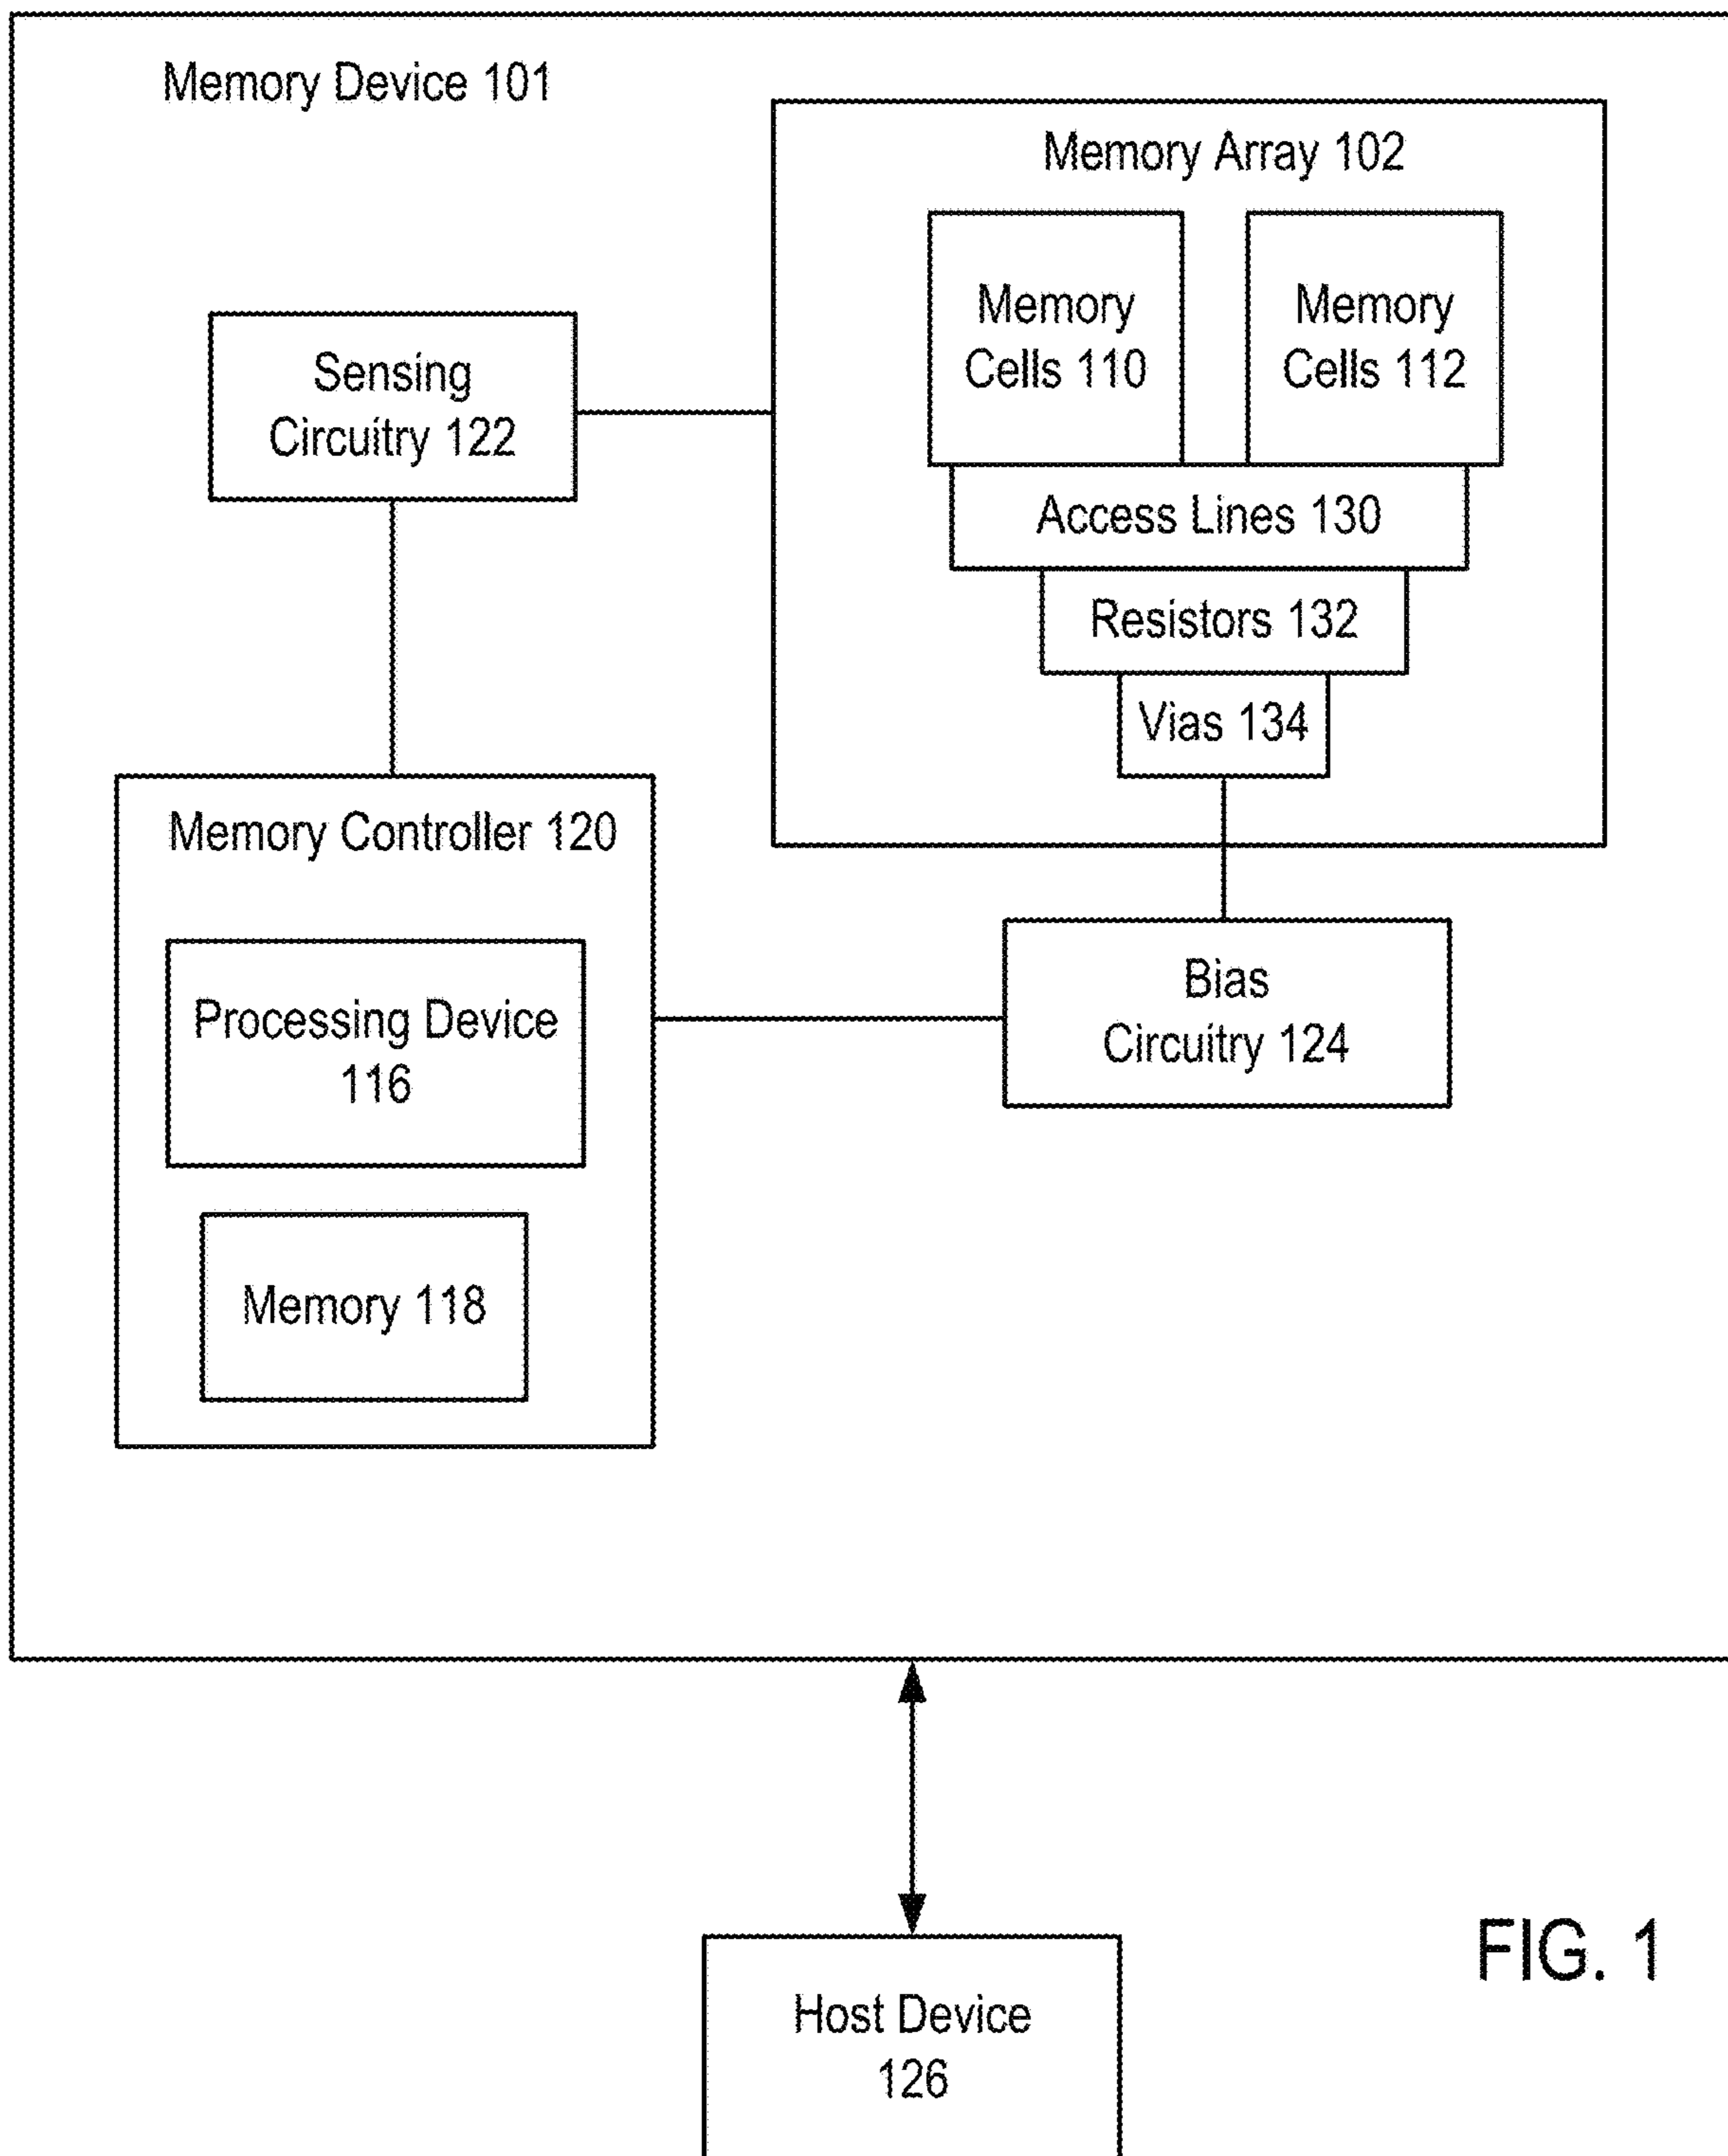 Memory Device 101
Memory Array 102
Memory
Cells 110
Memory
Cells 112
Sensing
Circuitry 122
Access Lines 130
Resistors 132
Vias 134
Memory Controller 120
Processing Device
116
Bias
Circuitry 124
Memory 118
Host Device
126
FIG. 1